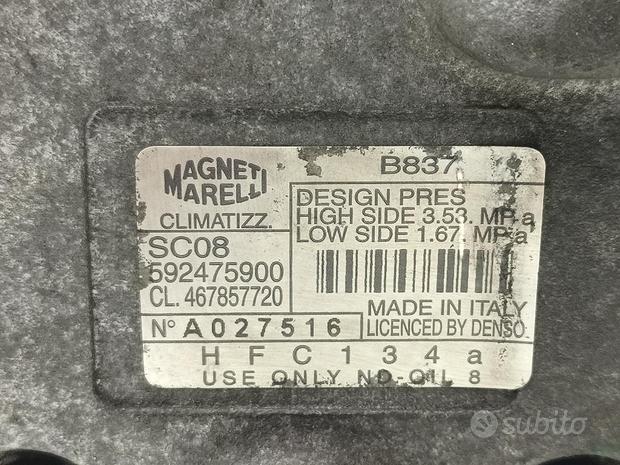 MAGNETI
MARELLI
CLIMATIZZ.
B837
DESIGN PRES
HIGH SIDE 3.53. MPa
LOW SIDE 1.67. MPa
SC08
592475900
CL. 467857720
MADE IN ITALY
LICENCED BY DENSO
N° A027516
HFC134a
USE ONLY ND-OIL 8
subito